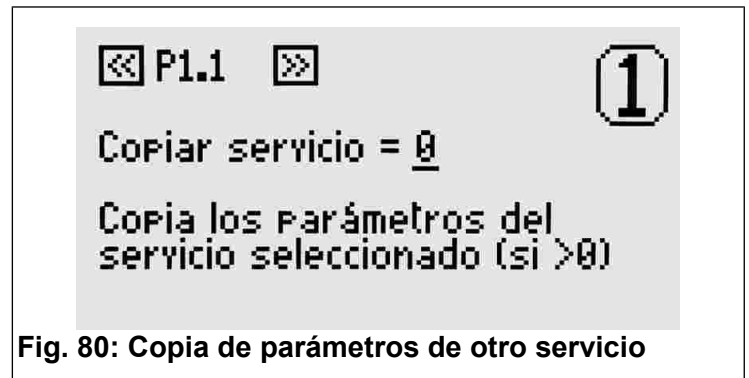 « P1.1 »
1
Copiar servicio = 0
Copia los parámetros del
servicio seleccionado (si >0)
Fig. 80: Copia de parámetros de otro servicio